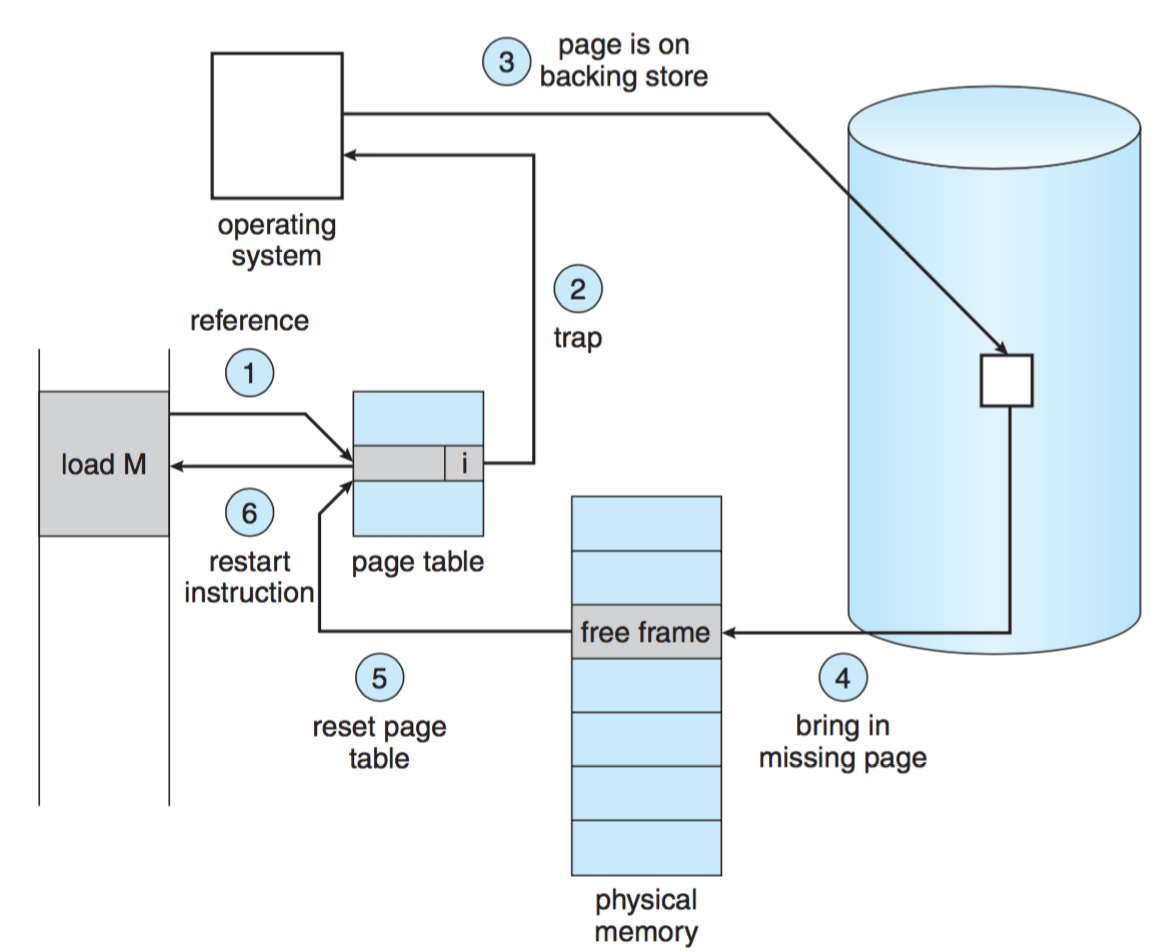 3
page is on
backing store
operating
system
2
trap
reference
1
load M
i
6
restart
instruction
page table
free frame
5
reset page
table
4
bring in
missing page
physical
memory